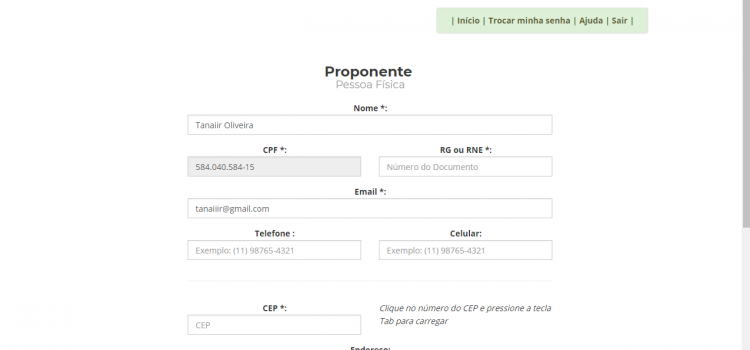 | Início | Trocar minha senha | Ajuda | Sair |
Proponente
Pessoa Física
Nome *:
Tanaiir Oliveira
CPF *:
RG ou RNE *:
584.040.584-15
Número do Documento
Email *:
tanaiiir@gmail.com
Telefone :
Celular:
Exemplo: (11) 98765-4321
Exemplo: (11) 98765-4321
CEP *:
Clique no número do CEP e pressione a tecla
Tab para carregar
CEP
Endereço: